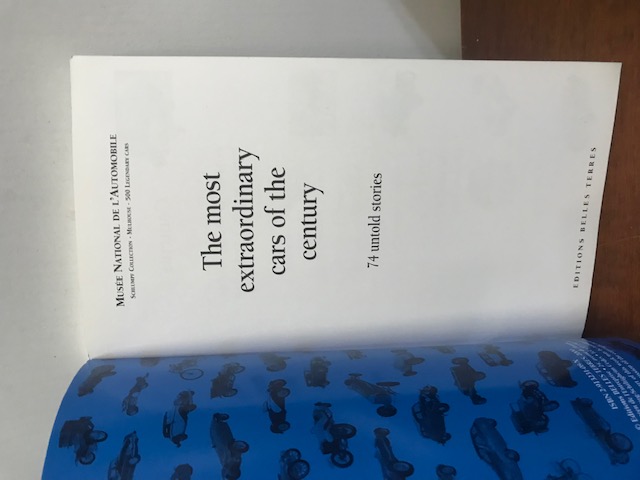 MUSÉE NATIONAL DE L'AUTOMOBILE
SCHLUMPF COLLECTION - MULHOUSE - 500 LEGENDARY CARS
The most
extraordinary
cars of the
century
74 untold stories
EDITIONS BELLES TERRES